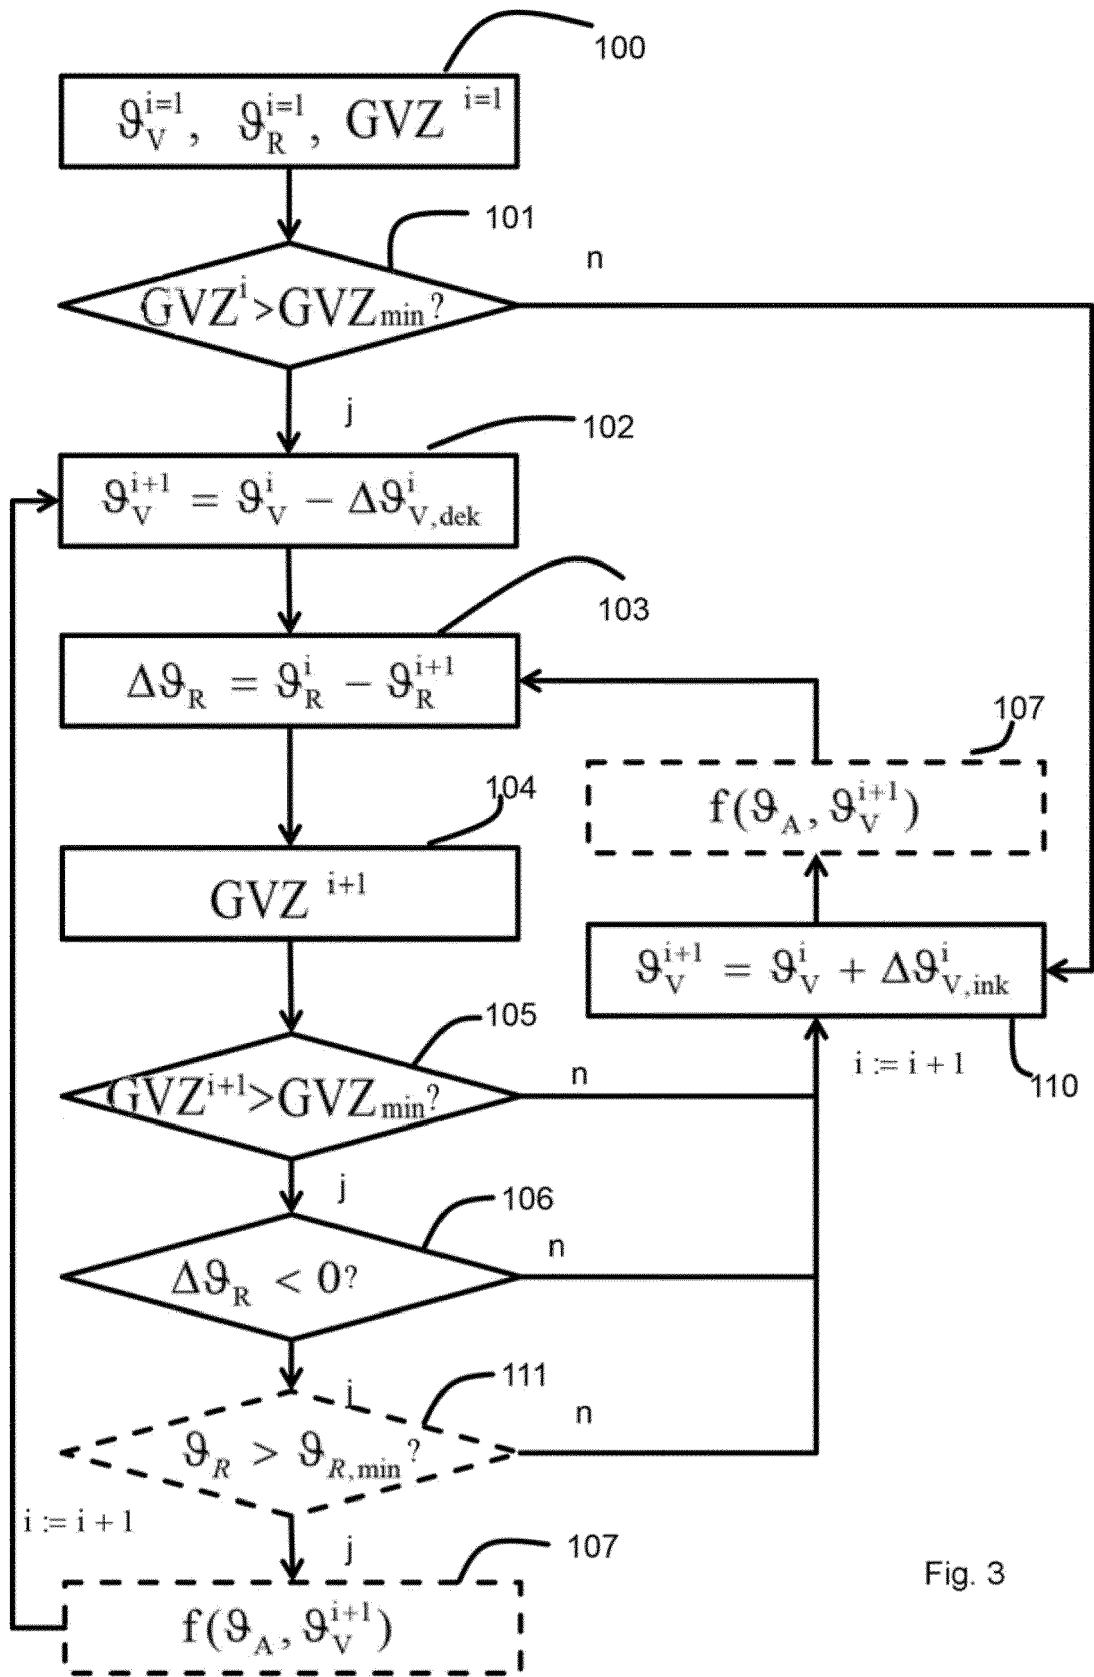 100
ϑ_V^{i=1}, ϑ_R^{i=1}, GVZ^{i=1}
101
n
GVZ^i>GVZ_min?
j
102
ϑ_V^{i+1} = ϑ_V^i − Δϑ_{V,dek}^i
103
Δϑ_R = ϑ_R^i − ϑ_R^{i+1}
107
f(ϑ_A, ϑ_V^{i+1})
104
GVZ^{i+1}
ϑ_V^{i+1} = ϑ_V^i + Δϑ_{V,ink}^i
110
i := i + 1
105
n
GVZ^{i+1}>GVZ_min?
j
106
n
Δϑ_R < 0?
j
111
n
ϑ_R > ϑ_{R,min}?
i := i + 1
j
107
f(ϑ_A, ϑ_V^{i+1})
Fig. 3